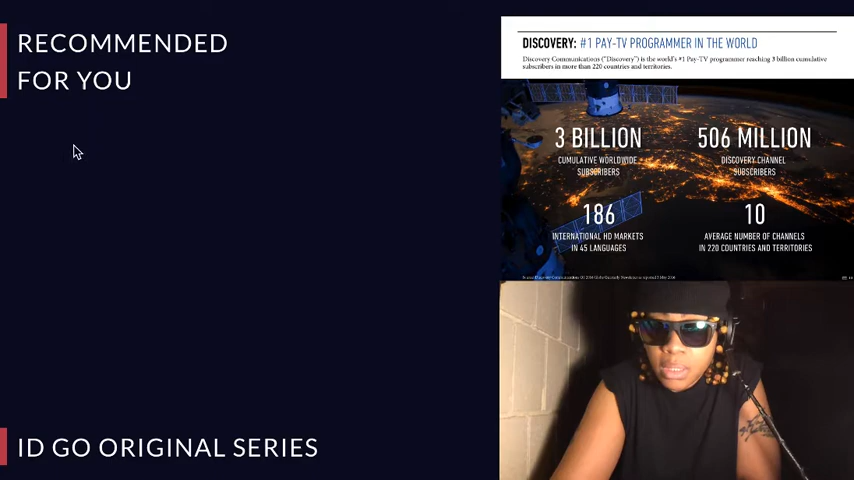 RECOMMENDED
FOR YOU
ID GO ORIGINAL SERIES
DISCOVERY: #1 PAY-TV PROGRAMMER IN THE WORLD
Discovery Communications ("Discovery") is the world's #1 Pay-TV programmer reaching 3 billion cumulative
subscribers in more than 220 countries and territories.
3 BILLION
CUMULATIVE WORLDWIDE
SUBSCRIBERS
506 MILLION
DISCOVERY CHANNEL
SUBSCRIBERS
186
INTERNATIONAL HD MARKETS
IN 45 LANGUAGES
10
AVERAGE NUMBER OF CHANNELS
IN 220 COUNTRIES AND TERRITORIES